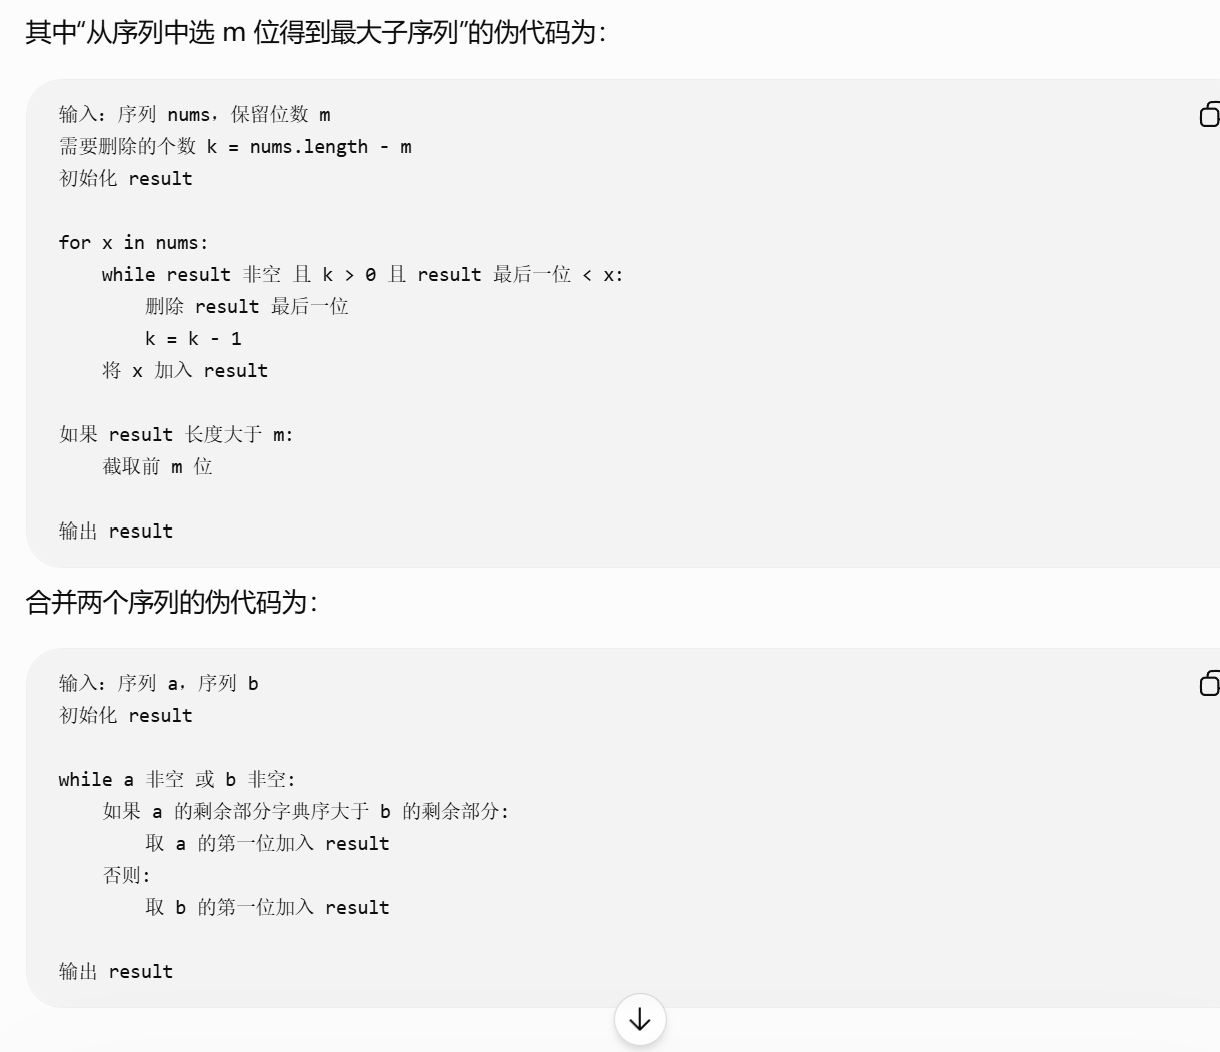 其中“从序列中选 m 位得到最大子序列”的伪代码为：
输入：序列 nums，保留位数 m
需要删除的个数 k = nums.length - m
初始化 result
for x in nums:
    while result 非空 且 k > 0 且 result 最后一位 < x:
        删除 result 最后一位
        k = k - 1
    将 x 加入 result
如果 result 长度大于 m:
    截取前 m 位
输出 result
合并两个序列的伪代码为：
输入：序列 a，序列 b
初始化 result
while a 非空 或 b 非空:
    如果 a 的剩余部分字典序大于 b 的剩余部分:
        取 a 的第一位加入 result
    否则:
        取 b 的第一位加入 result
输出 result